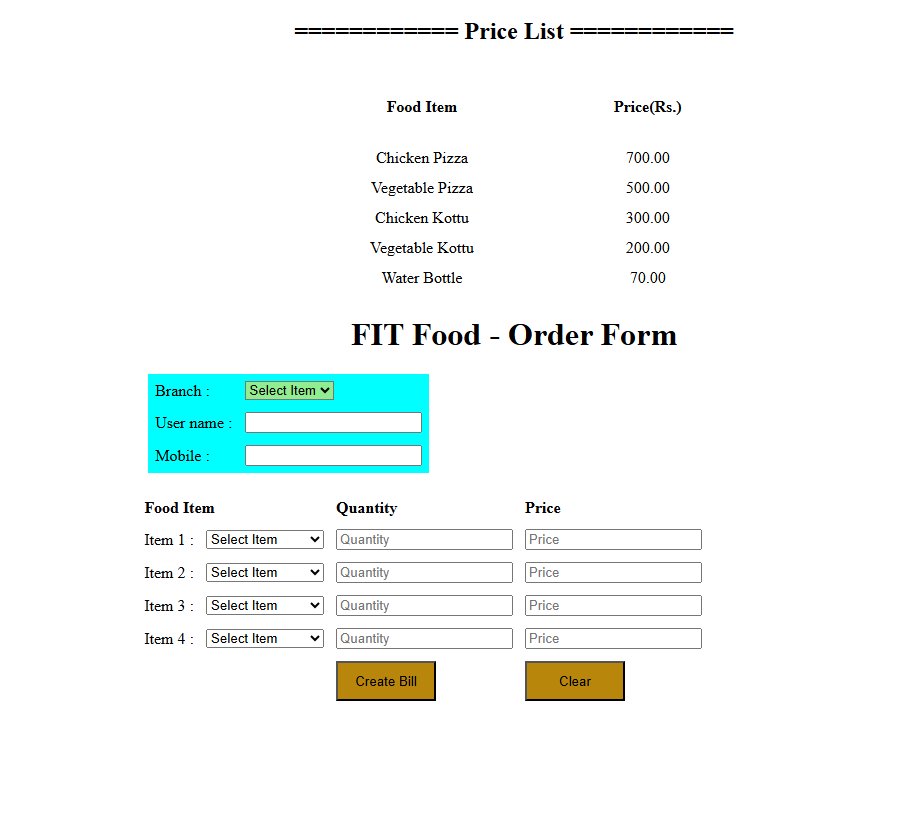 ============ Price List ============
Food Item Price(Rs.)
Chicken Pizza 700.00
Vegetable Pizza 500.00
Chicken Kottu 300.00
Vegetable Kottu 200.00
Water Bottle 70.00
FIT Food - Order Form
Branch : Select Item
User name :
Mobile :
Food Item Quantity Price
Item 1 : Select Item Quantity Price
Item 2 : Select Item Quantity Price
Item 3 : Select Item Quantity Price
Item 4 : Select Item Quantity Price
Create Bill Clear